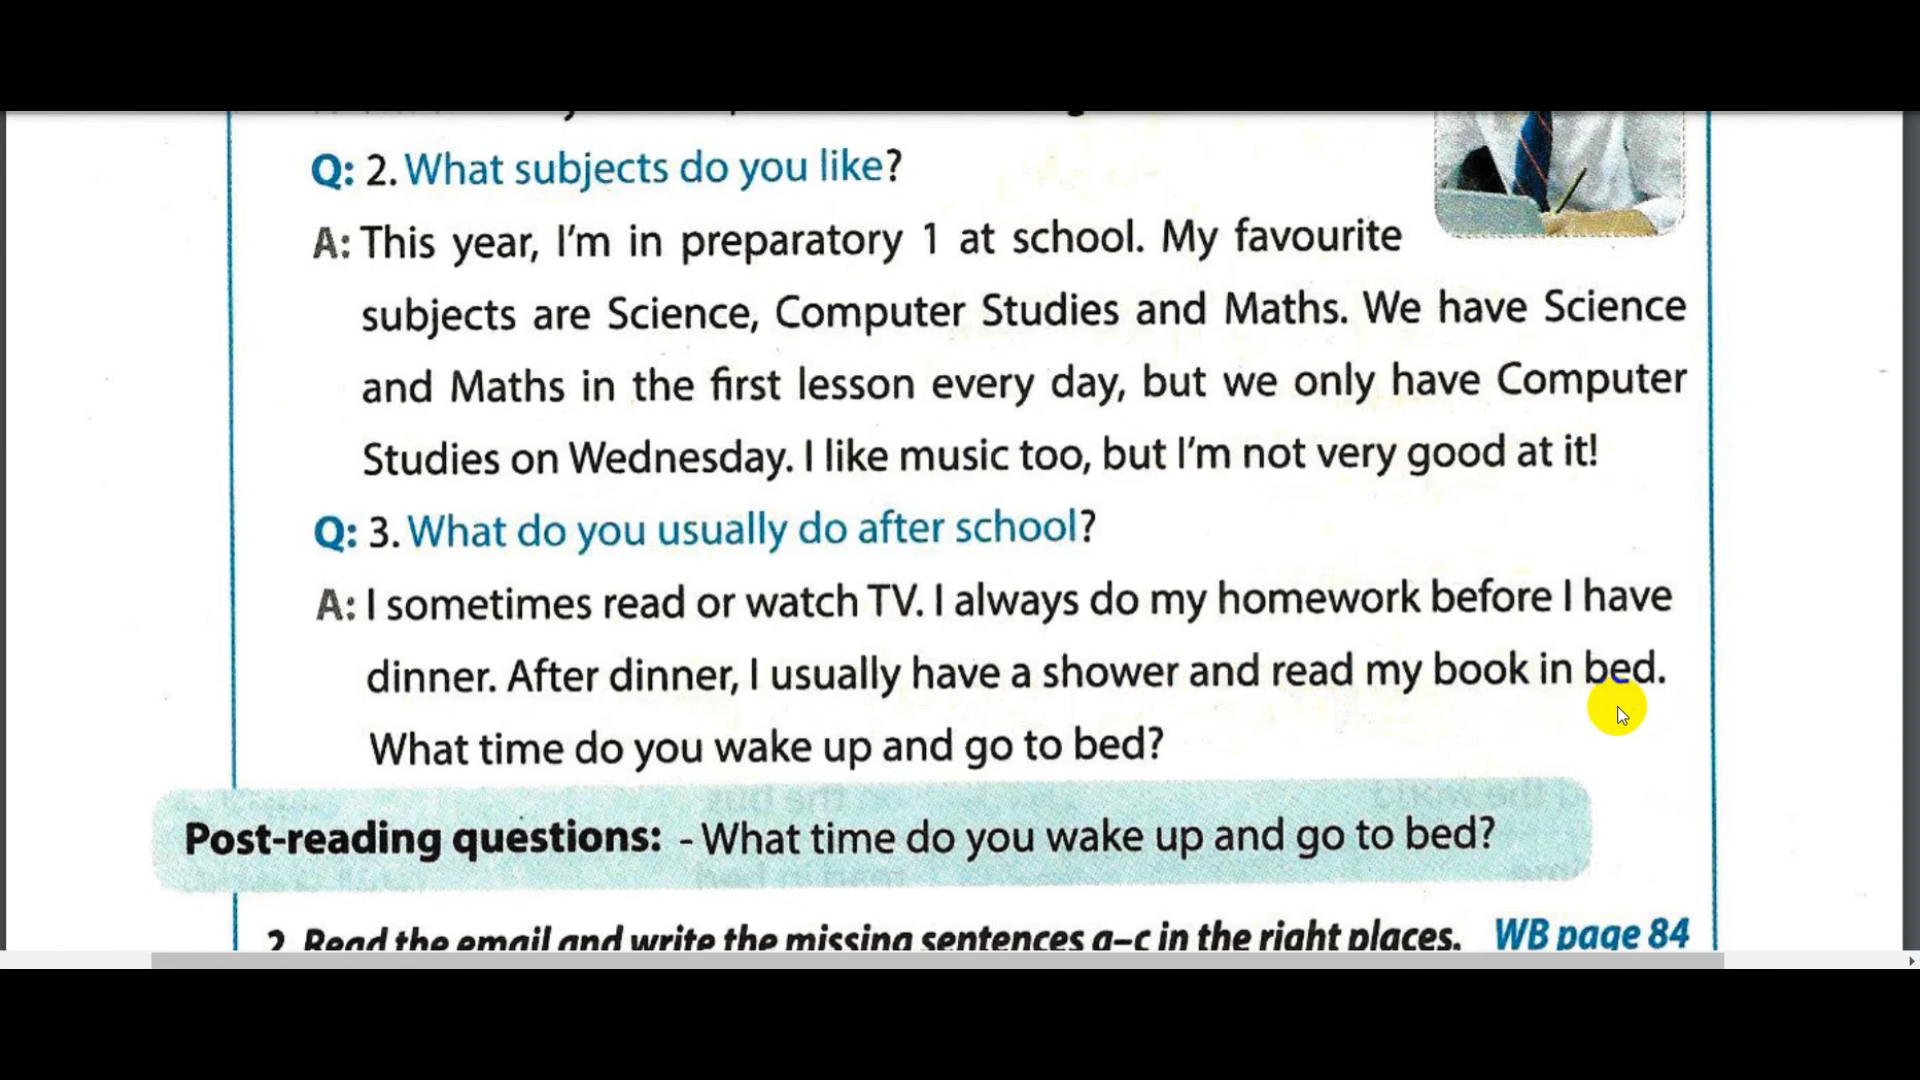 Q: 2. What subjects do you like?
A: This year, I'm in preparatory 1 at school. My favourite
subjects are Science, Computer Studies and Maths. We have Science
and Maths in the first lesson every day, but we only have Computer
Studies on Wednesday. I like music too, but I'm not very good at it!
Q: 3. What do you usually do after school?
A: I sometimes read or watch TV. I always do my homework before I have
dinner. After dinner, I usually have a shower and read my book in bed.
What time do you wake up and go to bed?
Post-reading questions: - What time do you wake up and go to bed?
2. Read the email and write the missing sentences a–c in the right places. WB page 84